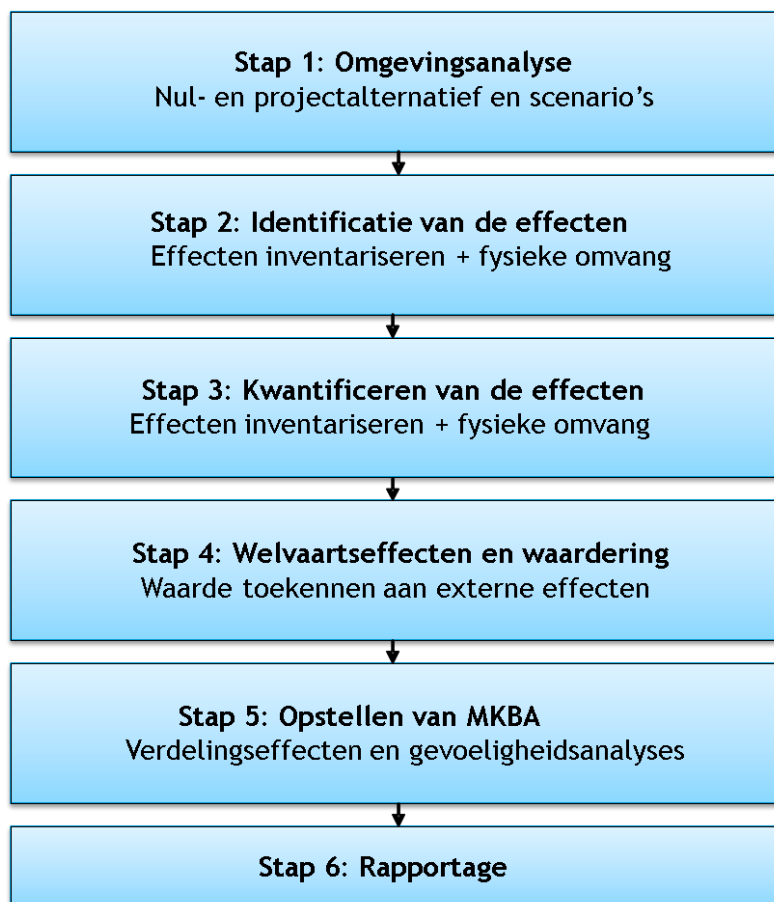 Stap 1: Omgevingsanalyse
Nul- en projectalternatief en scenario’s
Stap 2: Identificatie van de effecten
Effecten inventariseren + fysieke omvang
Stap 3: Kwantificeren van de effecten
Effecten inventariseren + fysieke omvang
Stap 4: Welvaartseffecten en waardering
Waarde toekennen aan externe effecten
Stap 5: Opstellen van MKBA
Verdelingseffecten en gevoeligheidsanalyses
Stap 6: Rapportage